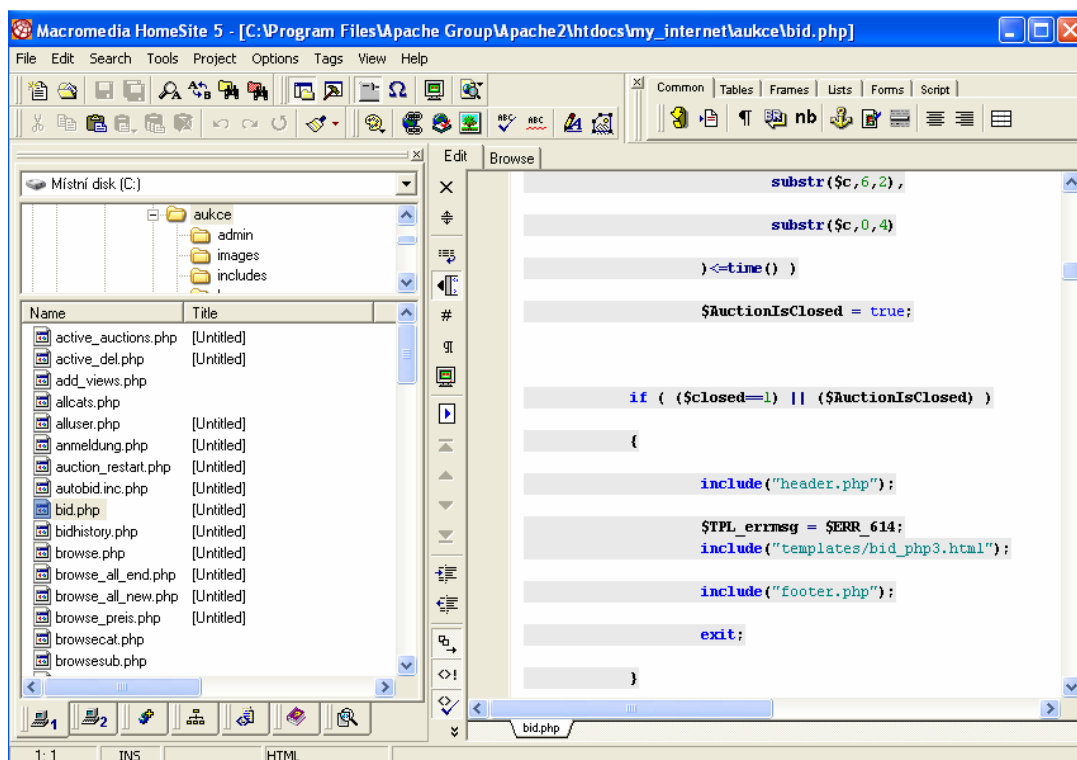 Macromedia HomeSite 5 - [C:\Program Files\Apache Group\Apache2\htdocs\my_internet\aukce\bid.php]
File Edit Search Tools Project Options Tags View Help
Common Tables Frames Lists Forms Script
nb
Edit Browse
Místní disk (C:)
aukce
admin
images
includes
Name Title
active_auctions.php [Untitled]
active_del.php [Untitled]
add_views.php
allcats.php
alluser.php [Untitled]
anmeldung.php [Untitled]
auction_restart.php [Untitled]
autobid.inc.php [Untitled]
bid.php [Untitled]
bidhistory.php [Untitled]
browse.php [Untitled]
browse_all_end.php [Untitled]
browse_all_new.php [Untitled]
browse_preis.php [Untitled]
browsecat.php
browsesub.php
substr($c,6,2),
substr($c,0,4)
)<=time() )
$AuctionIsClosed = true;
if ( ($closed==1) || ($AuctionIsClosed) )
{
include("header.php");
$TPL_errmsg = $ERR_614;
include("templates/bid_php3.html");
include("footer.php");
exit;
}
bid.php
1: 1 INS HTML